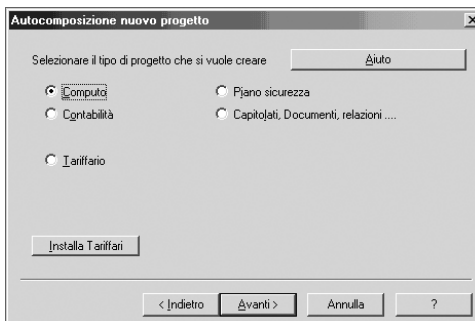 Autocomposizione nuovo progetto
Selezionare il tipo di progetto che si vuole creare
Aiuto
Computo
Piano sicurezza
Contabilità
Capitolati, Documenti, relazioni ....
Tariffario
Installa Tariffari
< Indietro
Avanti >
Annulla
?